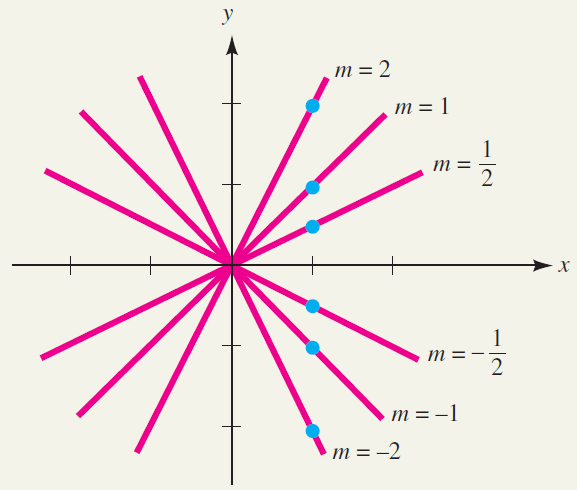 y
m = 2
m = 1
m = 1/2
x
m = -1/2
m = -1
m = -2